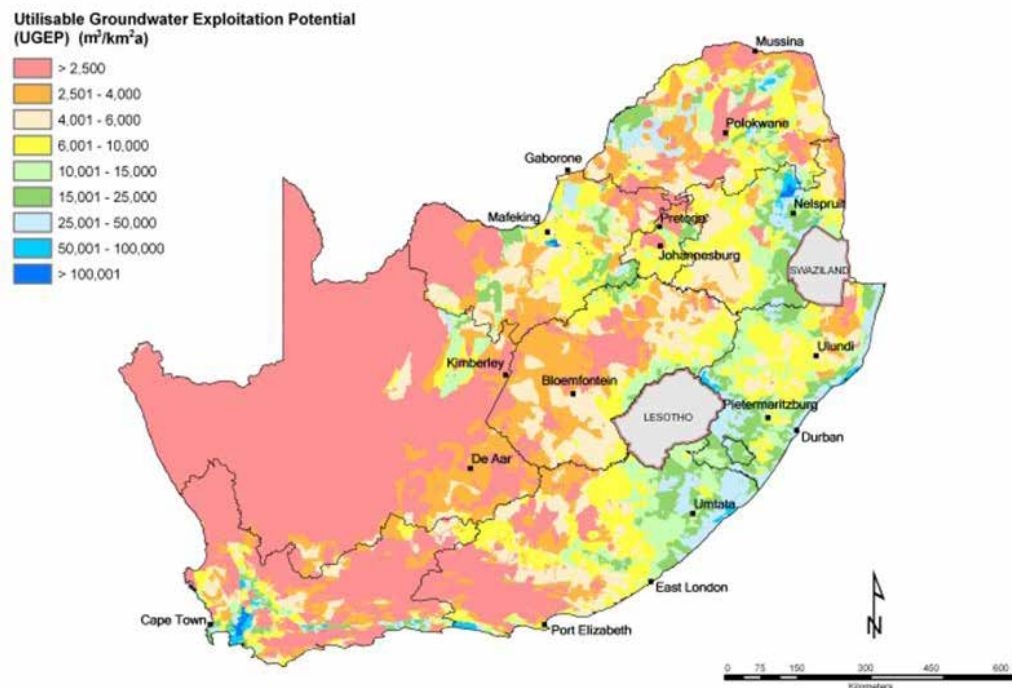 Utilisable Groundwater Exploitation Potential
(UGEP) (m³/km²a)
> 2,500
2,501 - 4,000
4,001 - 6,000
6,001 - 10,000
10,001 - 15,000
15,001 - 25,000
25,001 - 50,000
50,001 - 100,000
> 100,001
Mussina
Polokwane
Gaborone
Nelspruit
Mafeking
Pretoria
Johannesburg
SWAZILAND
Ulundi
Kimberley
Bloemfontein
LESOTHO
Pietermaritzburg
Durban
De Aar
Umtata
East London
Cape Town
Port Elizabeth
N
0 75 150 300 450 600
Kilometers